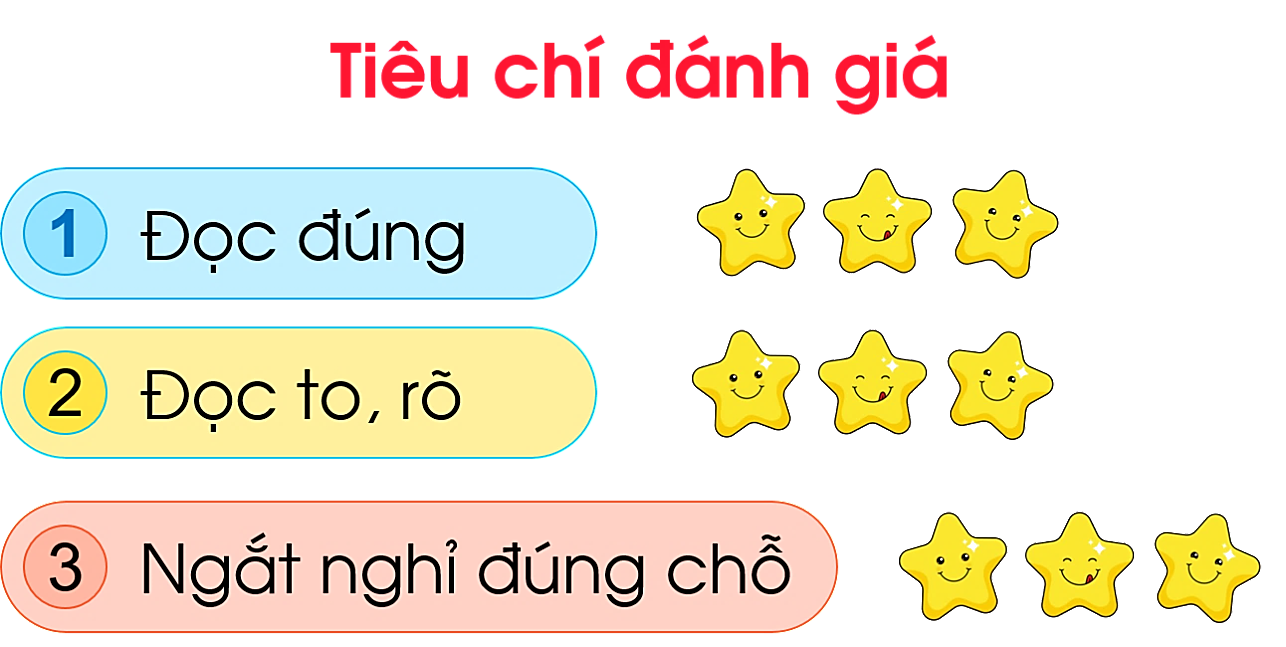 Tiêu chí đánh giá
1 Đọc đúng
2 Đọc to, rõ
3 Ngắt nghỉ đúng chỗ